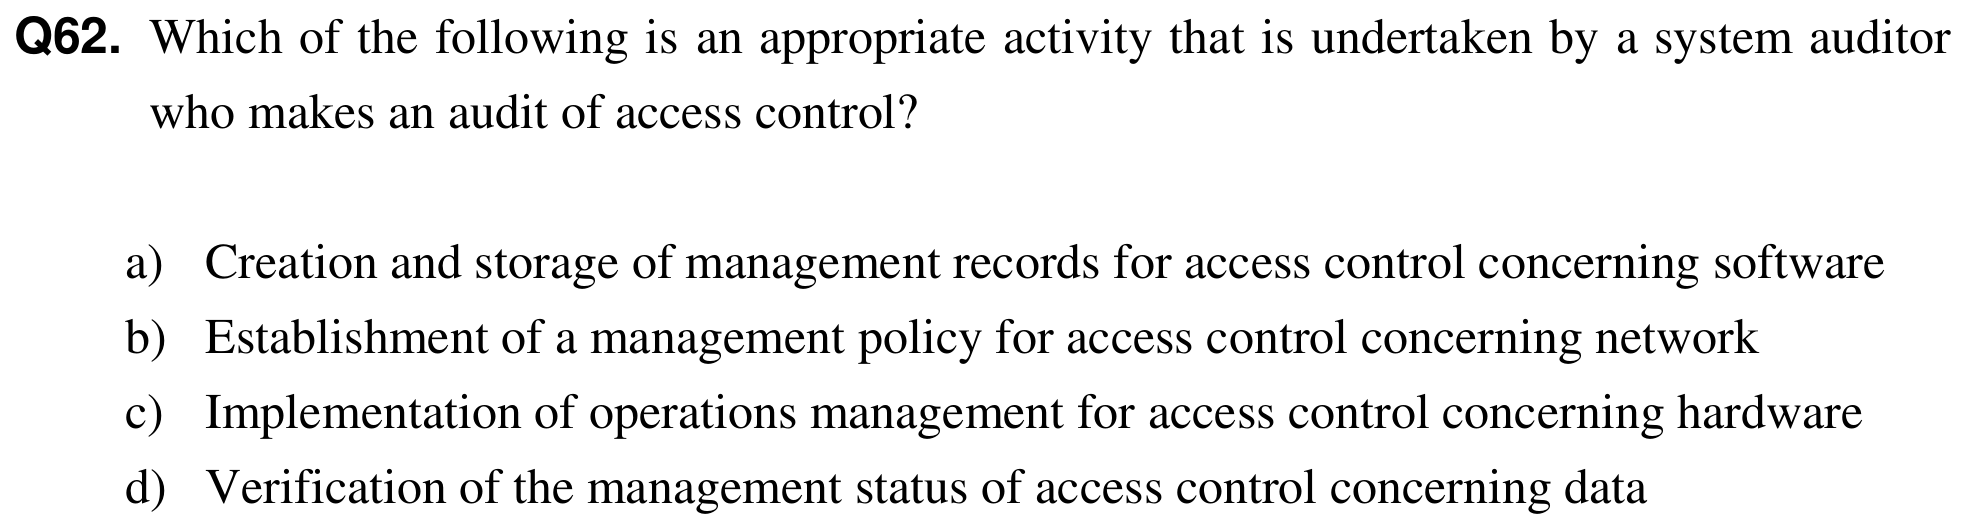 Q62. Which of the following is an appropriate activity that is undertaken by a system auditor
who makes an audit of access control?
a) Creation and storage of management records for access control concerning software
b) Establishment of a management policy for access control concerning network
c) Implementation of operations management for access control concerning hardware
d) Verification of the management status of access control concerning data